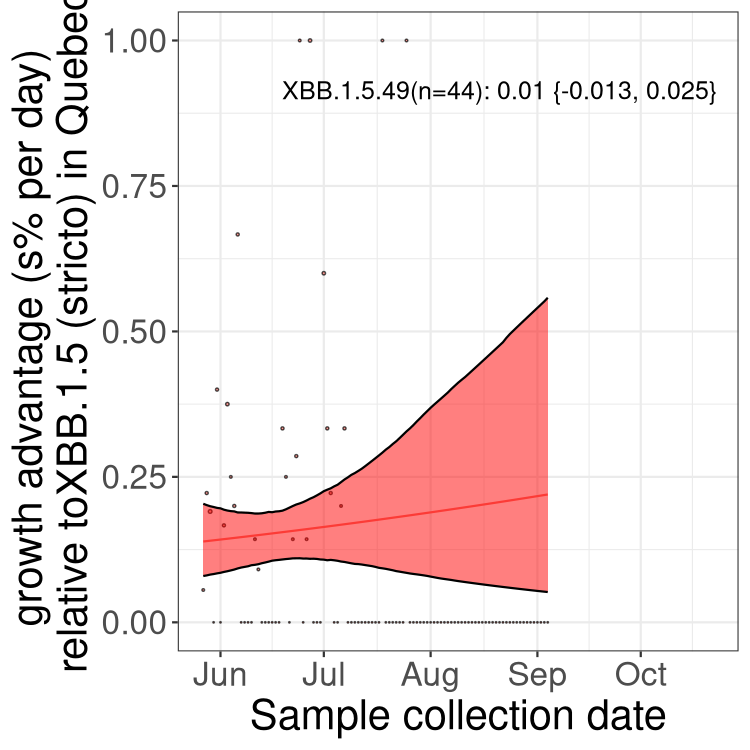 growth advantage (s% per day)
relative toXBB.1.5 (stricto) in Quebec
1.00
0.75
0.50
0.25
0.00
XBB.1.5.49(n=44): 0.01 {-0.013, 0.025}
Jun Jul Aug Sep Oct
Sample collection date